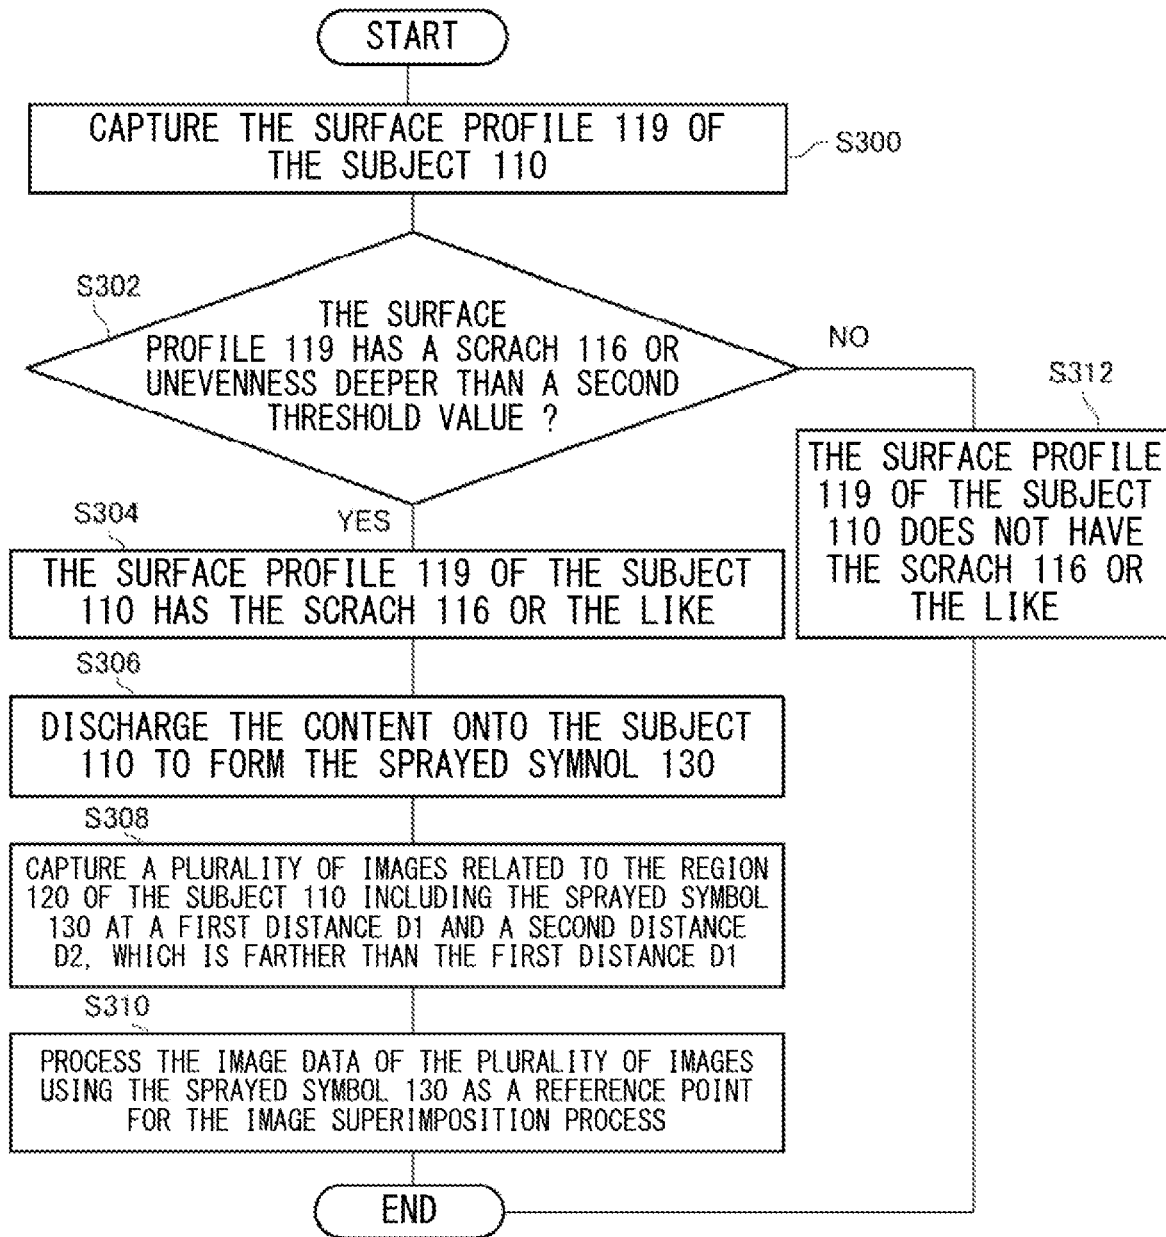 START
CAPTURE THE SURFACE PROFILE 119 OF
THE SUBJECT 110
S300
S302
THE SURFACE
PROFILE 119 HAS A SCRACH 116 OR
UNEVENNESS DEEPER THAN A SECOND
THRESHOLD VALUE ?
NO
S312
THE SURFACE PROFILE
119 OF THE SUBJECT
110 DOES NOT HAVE
THE SCRACH 116 OR
THE LIKE
YES
S304
THE SURFACE PROFILE 119 OF THE SUBJECT
110 HAS THE SCRACH 116 OR THE LIKE
S306
DISCHARGE THE CONTENT ONTO THE SUBJECT
110 TO FORM THE SPRAYED SYMNOL 130
S308
CAPTURE A PLURALITY OF IMAGES RELATED TO THE REGION
120 OF THE SUBJECT 110 INCLUDING THE SPRAYED SYMBOL
130 AT A FIRST DISTANCE D1 AND A SECOND DISTANCE
D2, WHICH IS FARTHER THAN THE FIRST DISTANCE D1
S310
PROCESS THE IMAGE DATA OF THE PLURALITY OF IMAGES
USING THE SPRAYED SYMBOL 130 AS A REFERENCE POINT
FOR THE IMAGE SUPERIMPOSITION PROCESS
END